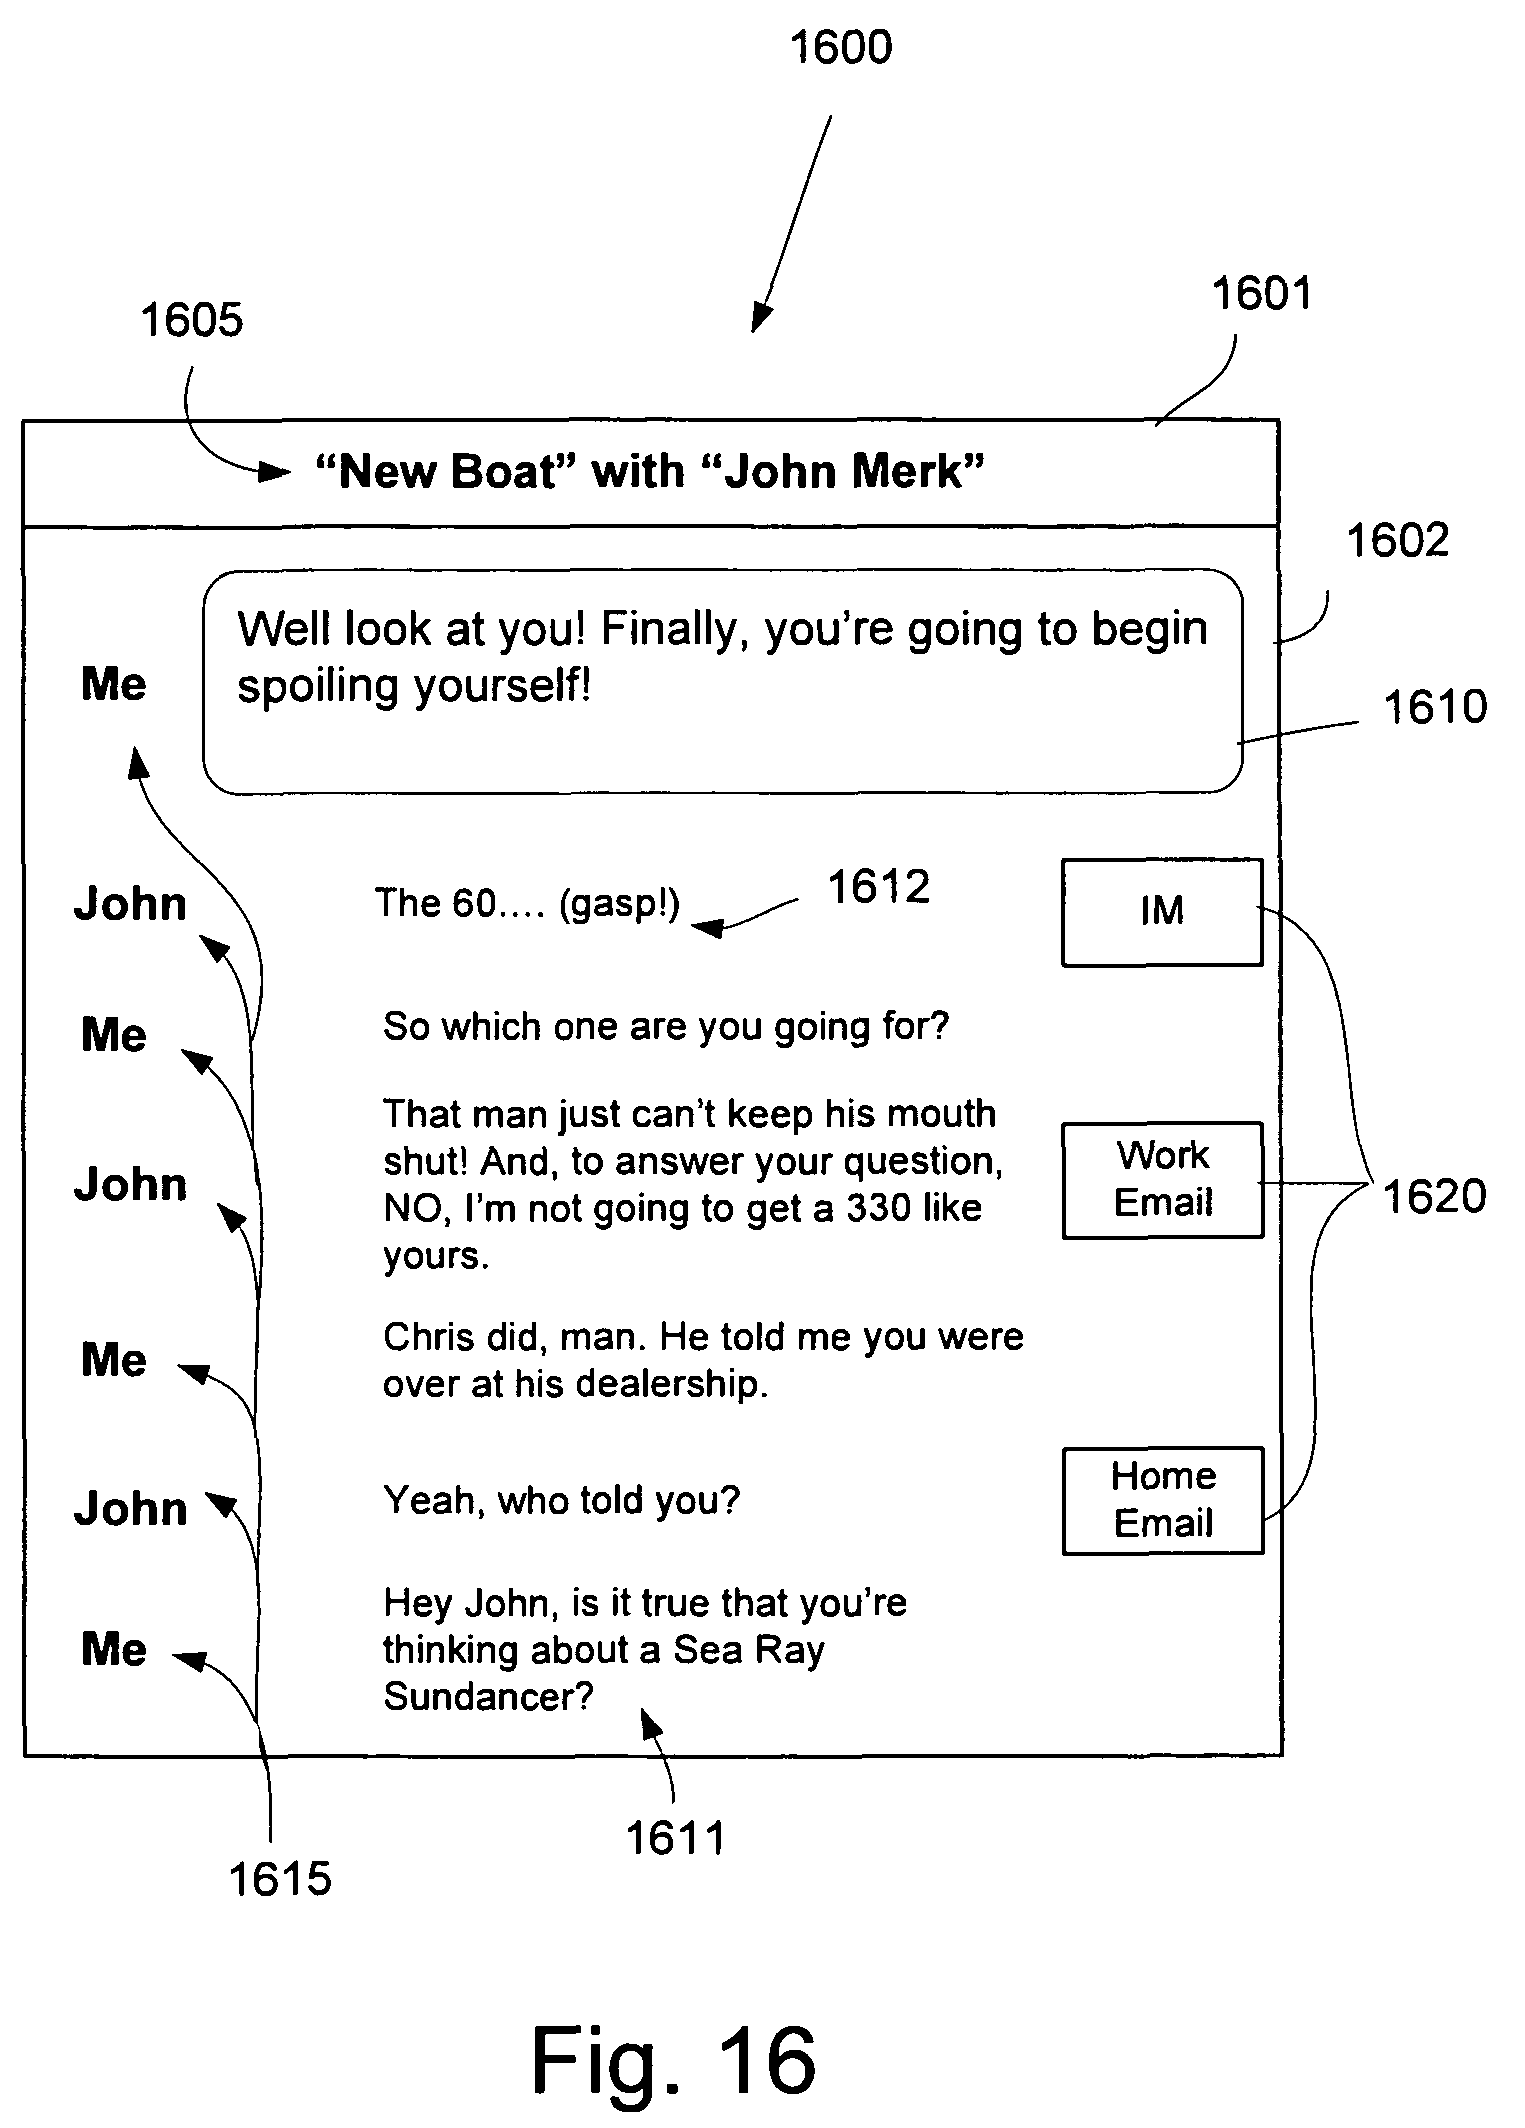 1600
1601
1605
“New Boat” with “John Merk”
1602
Well look at you! Finally, you’re going to begin
spoiling yourself!
Me
1610
John
The 60.... (gasp!)
1612
IM
Me
So which one are you going for?
John
That man just can’t keep his mouth
shut! And, to answer your question,
NO, I’m not going to get a 330 like
yours.
Work
Email
1620
Me
Chris did, man. He told me you were
over at his dealership.
John
Yeah, who told you?
Home
Email
Me
Hey John, is it true that you’re
thinking about a Sea Ray
Sundancer?
1611
1615
Fig. 16